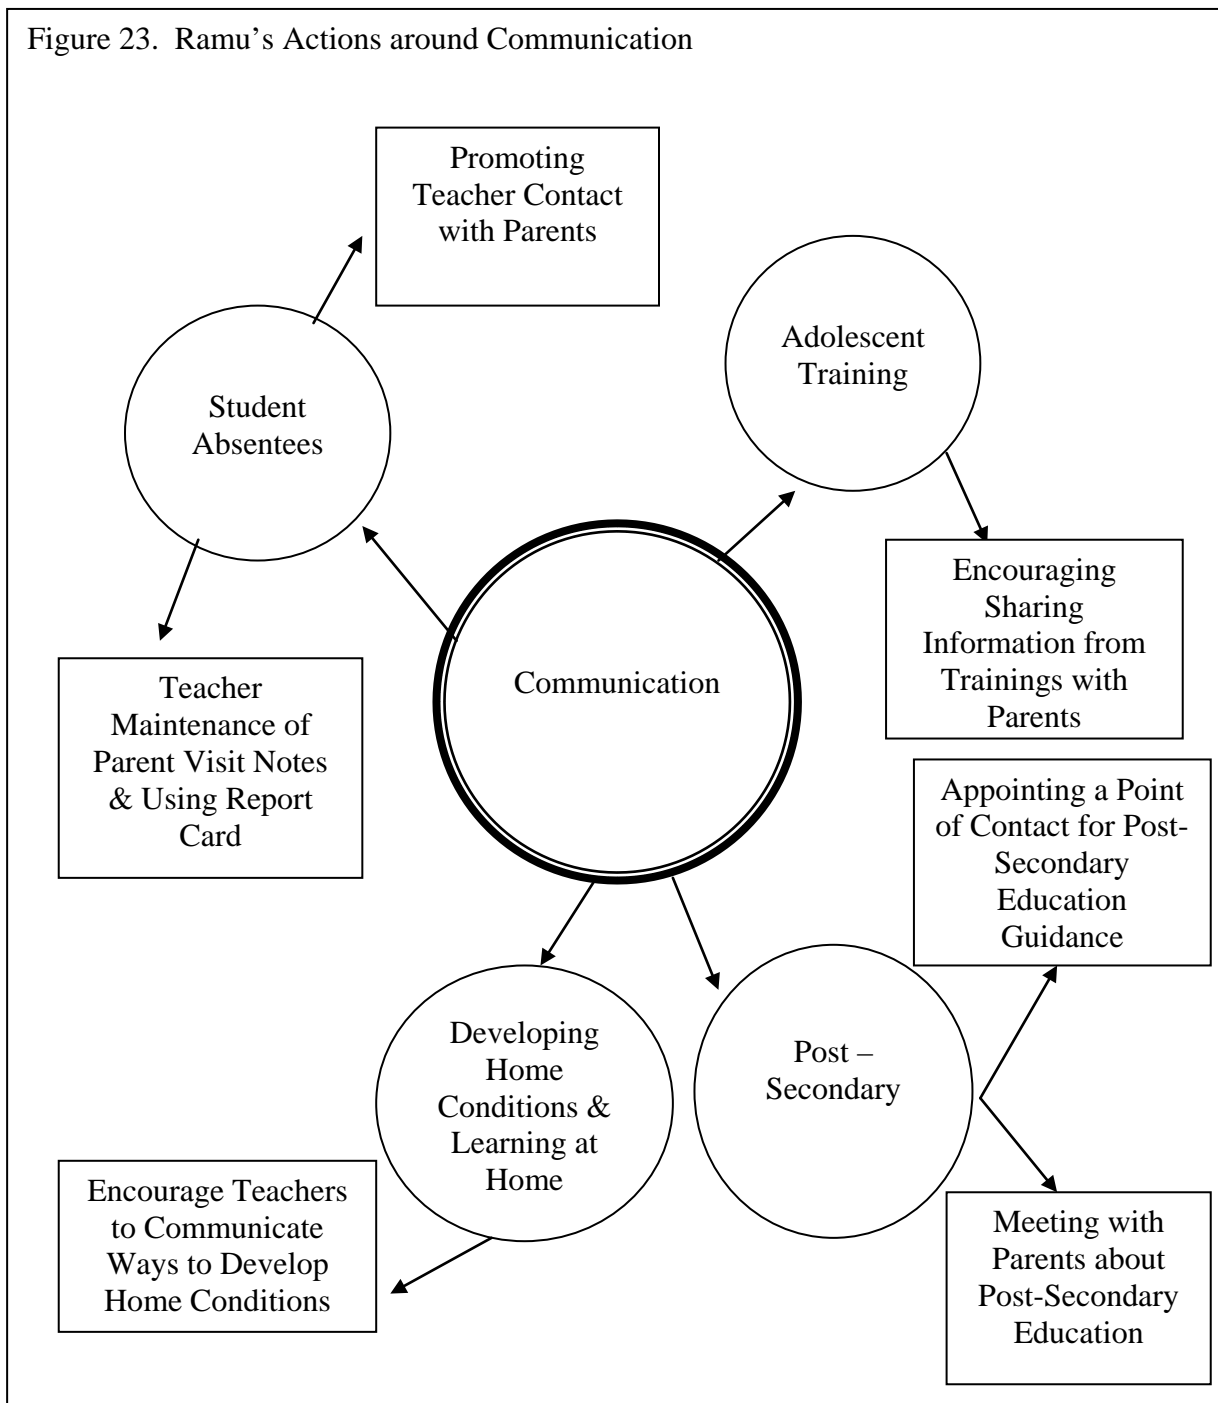 Figure 23.  Ramu’s Actions around Communication
Promoting
Teacher Contact
with Parents
Adolescent
Training
Student
Absentees
Encouraging
Sharing
Information from
Trainings with
Parents
Communication
Teacher
Maintenance of
Parent Visit Notes
& Using Report
Card
Appointing a Point
of Contact for Post-
Secondary
Education
Guidance
Developing
Home
Conditions &
Learning at
Home
Post –
Secondary
Encourage Teachers
to Communicate
Ways to Develop
Home Conditions
Meeting with
Parents about
Post-Secondary
Education